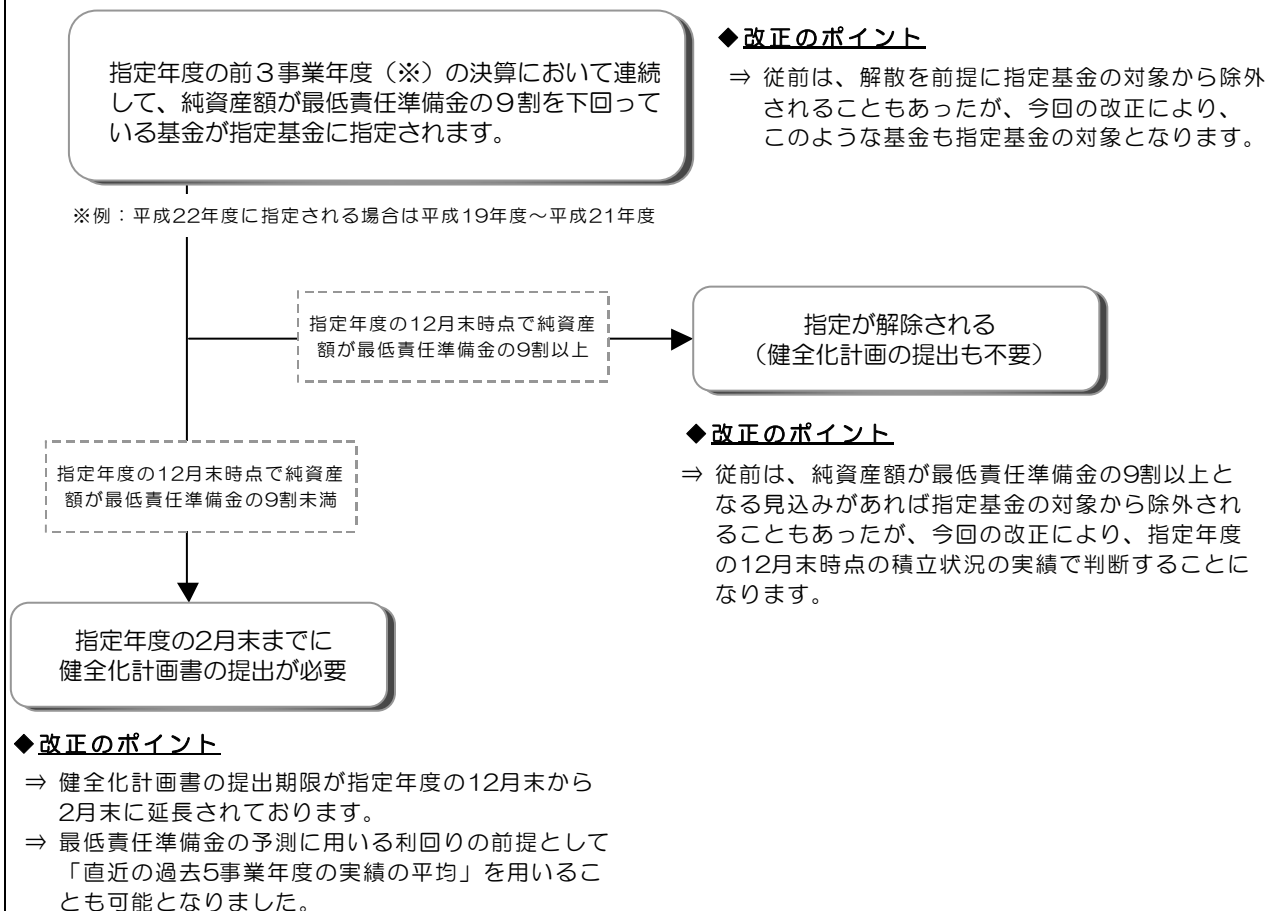 指定年度の前３事業年度（※）の決算において連続
して、純資産額が最低責任準備金の９割を下回って
いる基金が指定基金に指定されます。
※例：平成22年度に指定される場合は平成19年度～平成21年度
◆改正のポイント
⇒ 従前は、解散を前提に指定基金の対象から除外
されることもあったが、今回の改正により、
このような基金も指定基金の対象となります。
指定年度の12月末時点で純資産
額が最低責任準備金の9割以上
指定が解除される
（健全化計画の提出も不要）
◆改正のポイント
⇒ 従前は、純資産額が最低責任準備金の9割以上と
なる見込みがあれば指定基金の対象から除外され
ることもあったが、今回の改正により、指定年度
の12月末時点の積立状況の実績で判断することに
なります。
指定年度の12月末時点で純資産
額が最低責任準備金の9割未満
指定年度の2月末までに
健全化計画書の提出が必要
◆改正のポイント
⇒ 健全化計画書の提出期限が指定年度の12月末から
2月末に延長されております。
⇒ 最低責任準備金の予測に用いる利回りの前提として
「直近の過去5事業年度の実績の平均」を用いるこ
とも可能となりました。